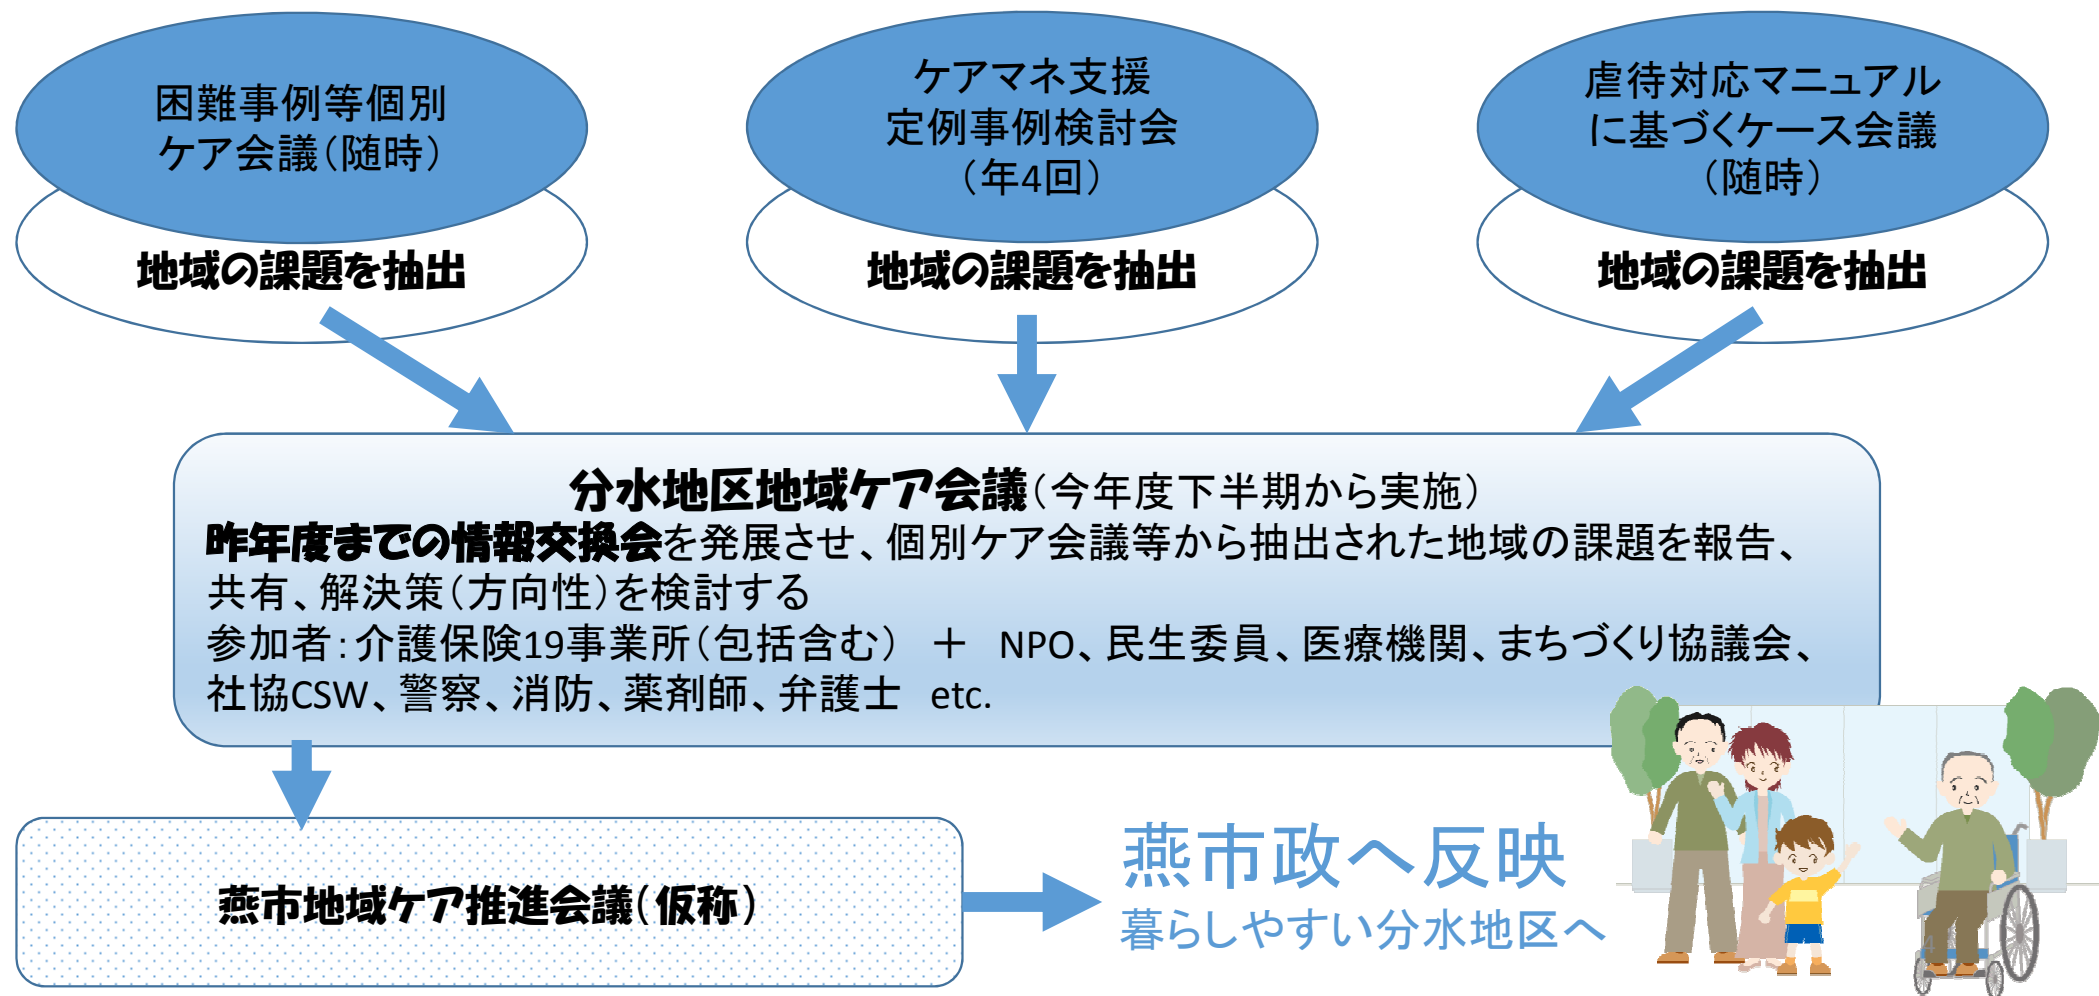 困難事例等個別
ケア会議（随時）
地域の課題を抽出
ケアマネ支援
定例事例検討会
（年4回）
地域の課題を抽出
虐待対応マニュアル
に基づくケース会議
（随時）
地域の課題を抽出
分水地区地域ケア会議（今年度下半期から実施）
昨年度までの情報交換会を発展させ、個別ケア会議等から抽出された地域の課題を報告、
共有、解決策（方向性）を検討する
参加者：介護保険19事業所（包括含む）　＋　NPO、民生委員、医療機関、まちづくり協議会、
社協CSW、警察、消防、薬剤師、弁護士　etc.
燕市地域ケア推進会議（仮称）
燕市政へ反映
暮らしやすい分水地区へ
4